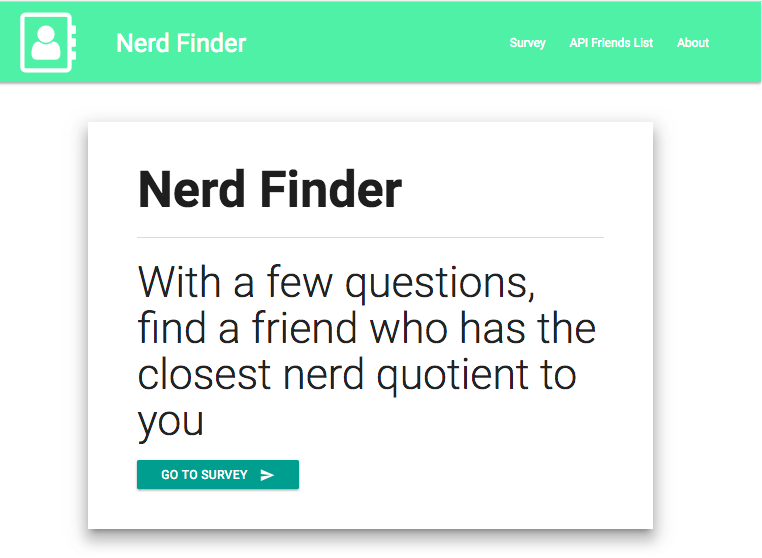 Nerd Finder
Survey
API Friends List
About
Nerd Finder
With a few questions,
find a friend who has the
closest nerd quotient to
you
GO TO SURVEY